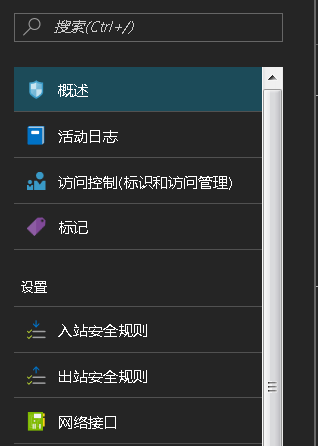 搜索(Ctrl+/)
概述
活动日志
访问控制(标识和访问管理)
标记
设置
入站安全规则
出站安全规则
网络接口